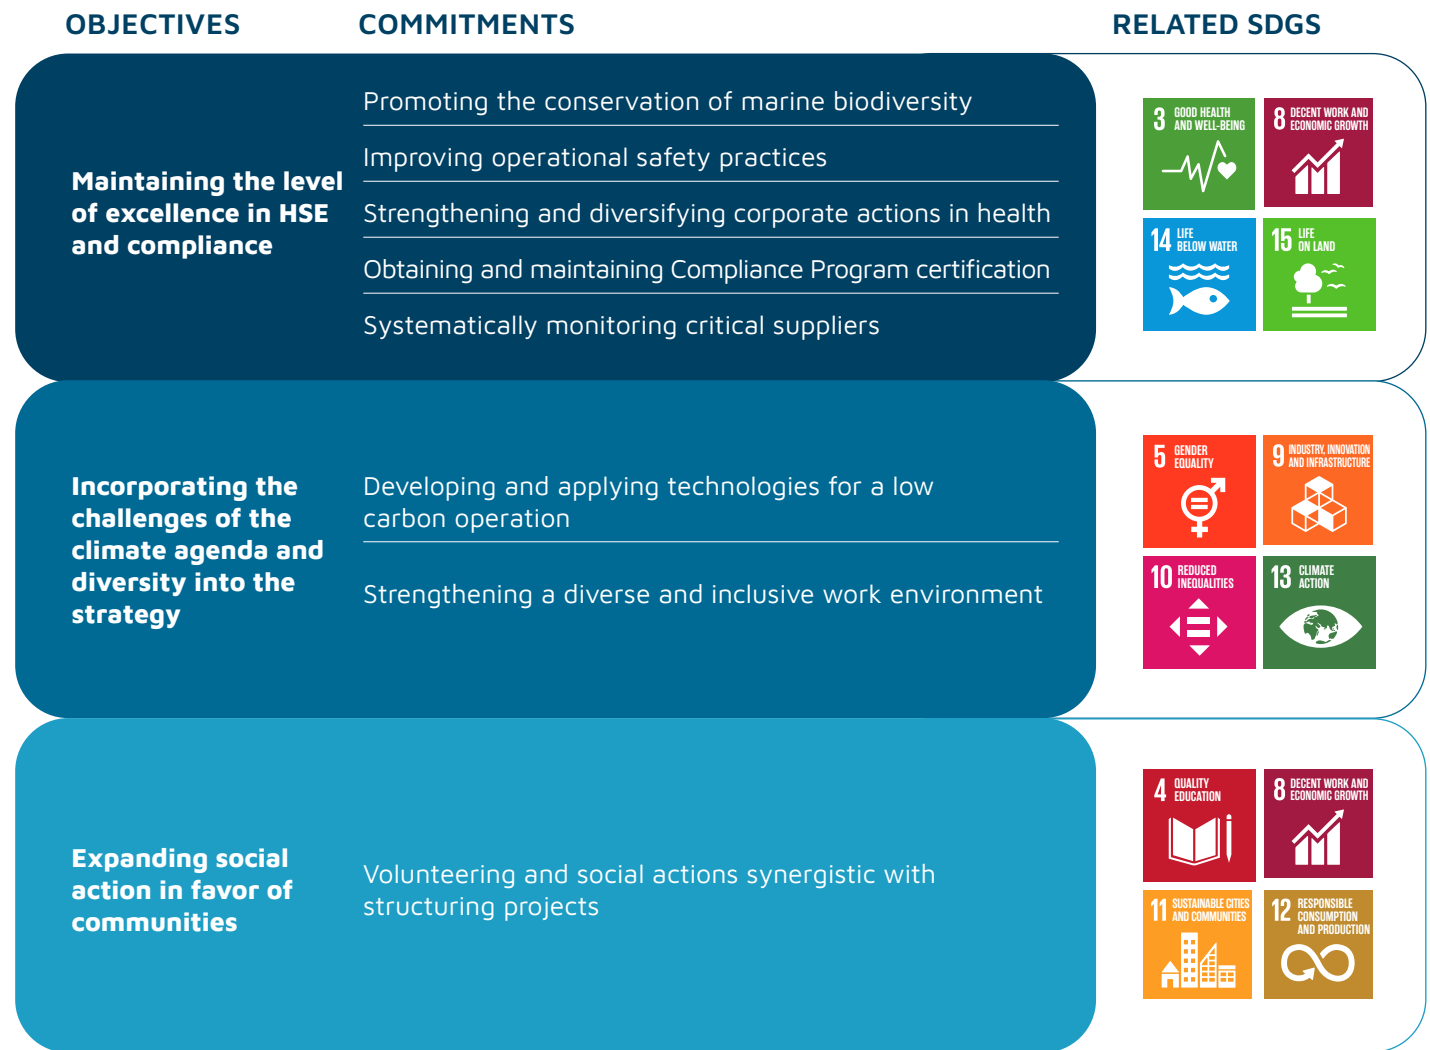 OBJECTIVES
COMMITMENTS
RELATED SDGS
Maintaining the level
of excellence in HSE
and compliance
Promoting the conservation of marine biodiversity
Improving operational safety practices
Strengthening and diversifying corporate actions in health
Obtaining and maintaining Compliance Program certification
Systematically monitoring critical suppliers
3 GOOD HEALTH
AND WELL-BEING
8 DECENT WORK AND
ECONOMIC GROWTH
14 LIFE
BELOW WATER
15 LIFE
ON LAND
Incorporating the
challenges of the
climate agenda and
diversity into the
strategy
Developing and applying technologies for a low
carbon operation
Strengthening a diverse and inclusive work environment
5 GENDER
EQUALITY
9 INDUSTRY, INNOVATION
AND INFRASTRUCTURE
10 REDUCED
INEQUALITIES
13 CLIMATE
ACTION
Expanding social
action in favor of
communities
Volunteering and social actions synergistic with
structuring projects
4 QUALITY
EDUCATION
8 DECENT WORK AND
ECONOMIC GROWTH
11 SUSTAINABLE CITIES
AND COMMUNITIES
12 RESPONSIBLE
CONSUMPTION
AND PRODUCTION